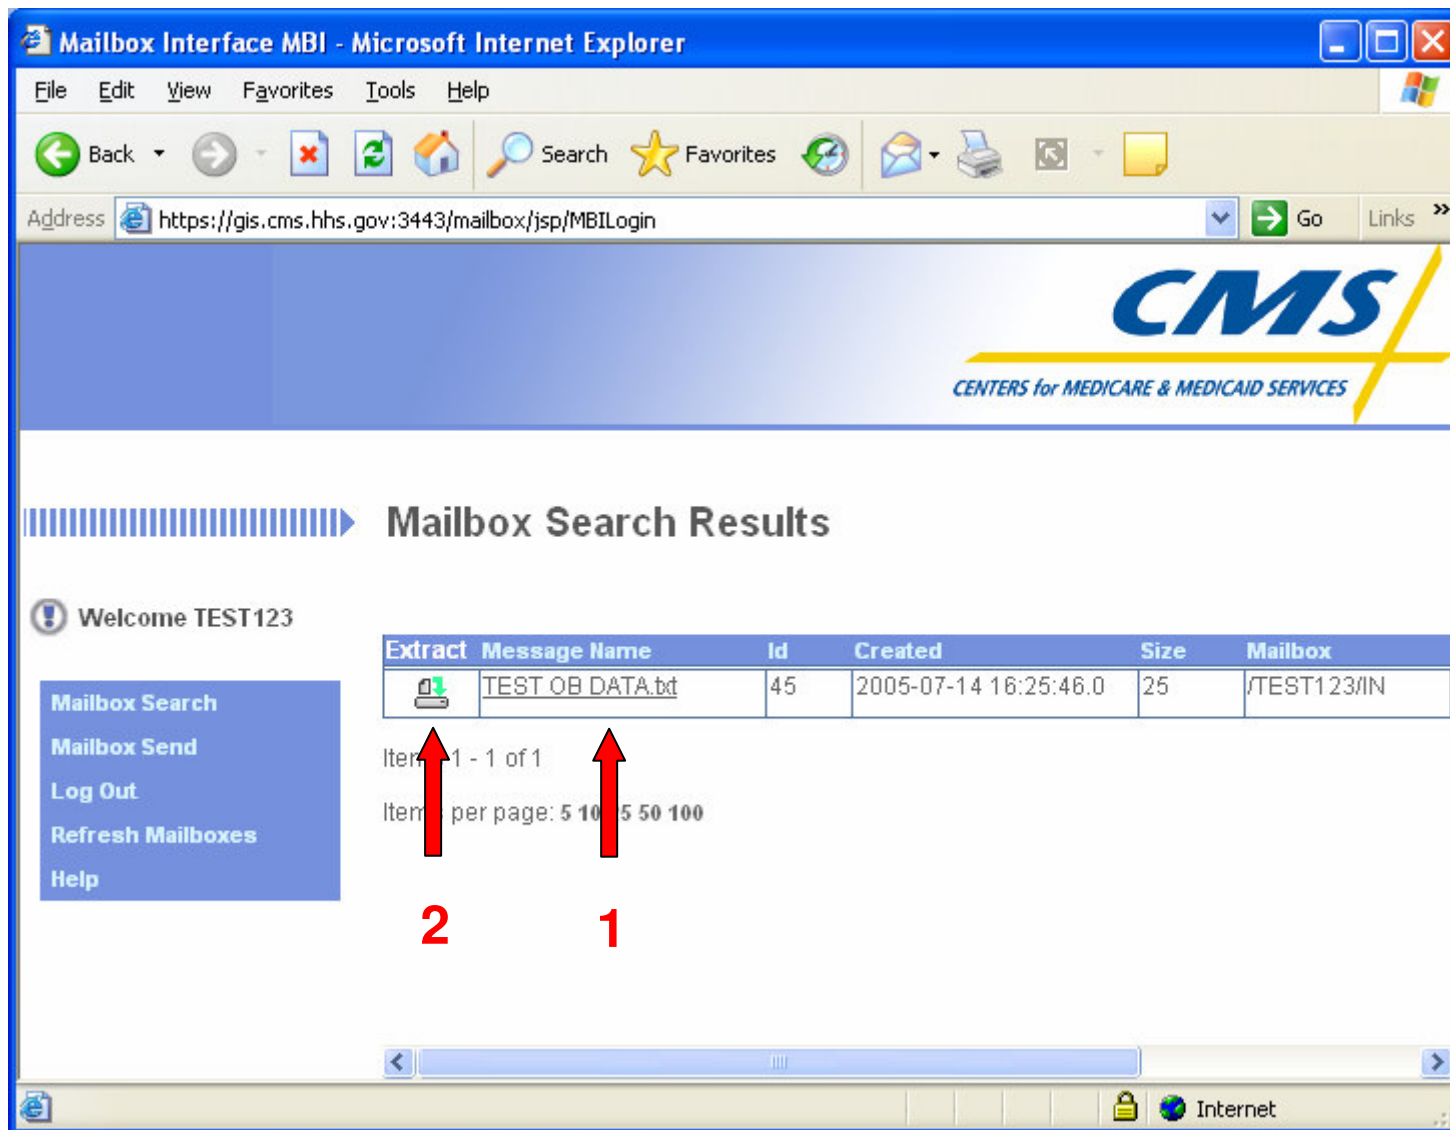 Mailbox Interface MBI - Microsoft Internet Explorer
File Edit View Favorites Tools Help
Back Search Favorites
Address https://gis.cms.hhs.gov:3443/mailbox/jsp/MBILogin Go Links »
CMS
CENTERS for MEDICARE & MEDICAID SERVICES
Mailbox Search Results
Welcome TEST123
Mailbox Search
Mailbox Send
Log Out
Refresh Mailboxes
Help
Extract Message Name Id Created Size Mailbox
TEST OB DATA.txt 45 2005-07-14 16:25:46.0 25 /TEST123/IN
1 - 1 of 1
per page: 5 50 100
2 1
Internet